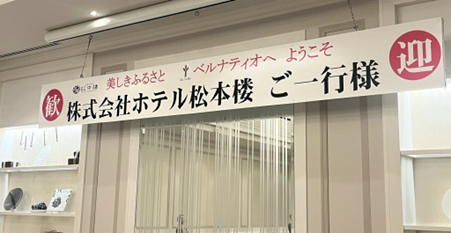 歓 迎
美しきふるさと ベルナティオへ ようこそ
株式会社ホテル松本楼 ご一行様